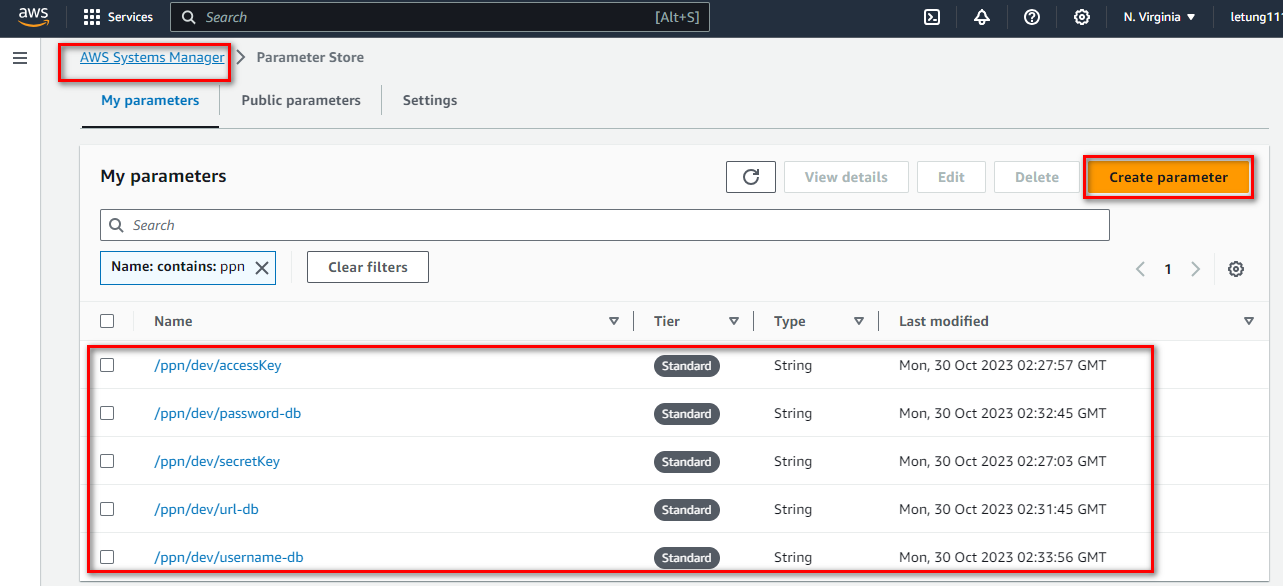 aws Services Search [Alt+S] N. Virginia letung11
AWS Systems Manager Parameter Store
My parameters Public parameters Settings
My parameters View details Edit Delete Create parameter
Search
Name: contains: ppn Clear filters 1
Name Tier Type Last modified
/ppn/dev/accessKey Standard String Mon, 30 Oct 2023 02:27:57 GMT
/ppn/dev/password-db Standard String Mon, 30 Oct 2023 02:32:45 GMT
/ppn/dev/secretKey Standard String Mon, 30 Oct 2023 02:27:03 GMT
/ppn/dev/url-db Standard String Mon, 30 Oct 2023 02:31:45 GMT
/ppn/dev/username-db Standard String Mon, 30 Oct 2023 02:33:56 GMT